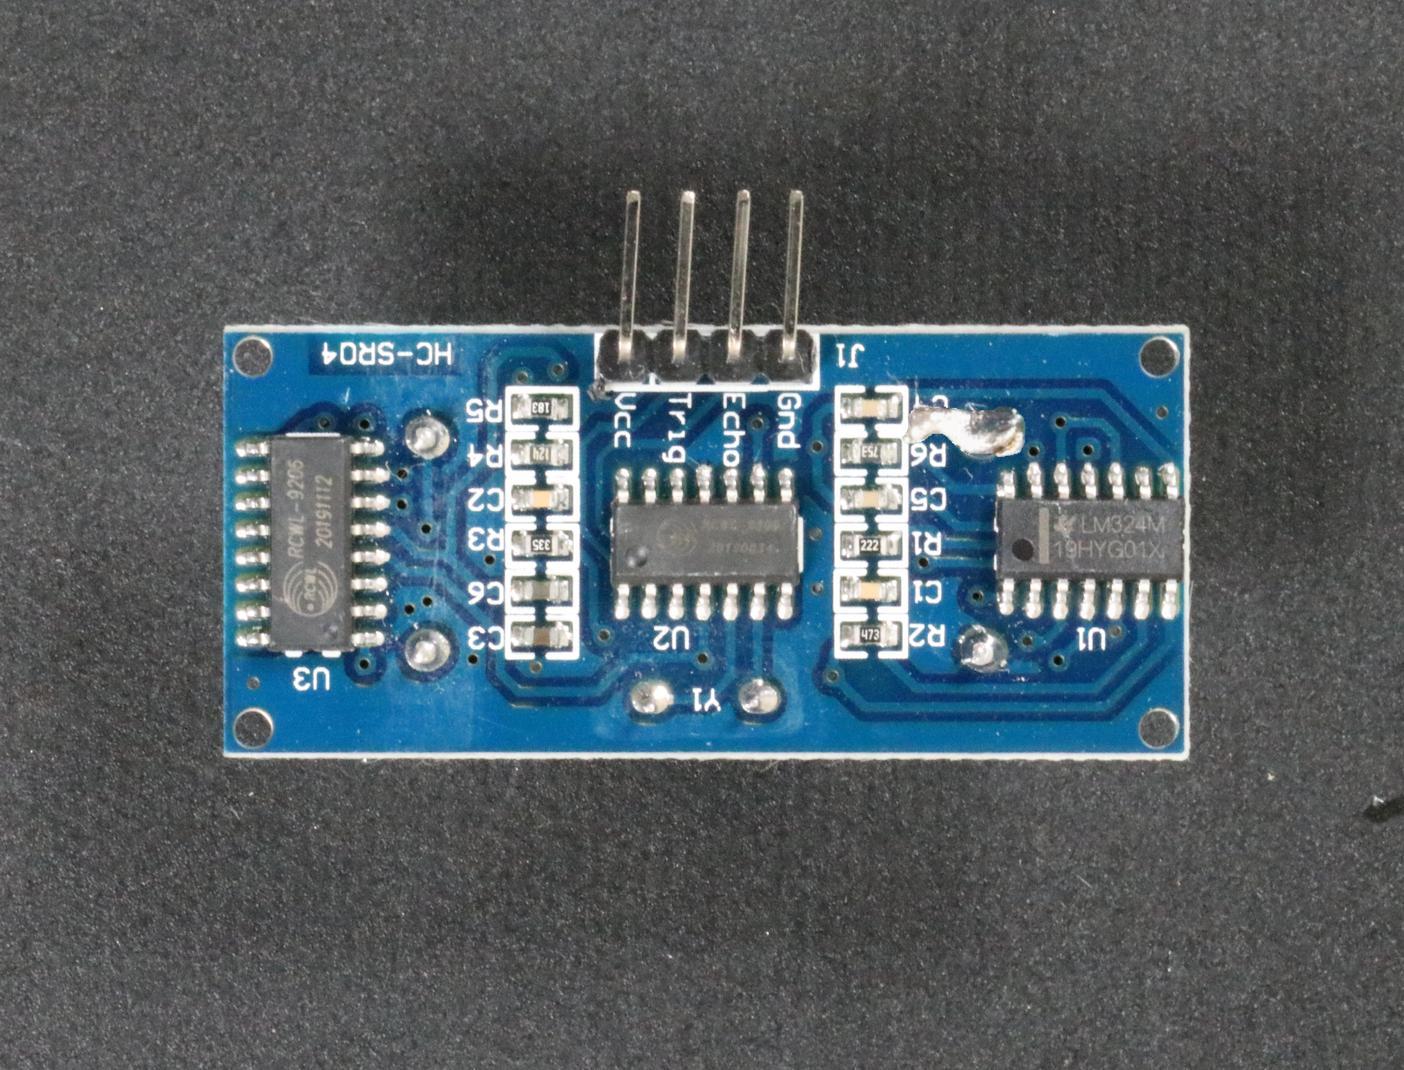 HC-SR04
J1
Vcc
Trig
Echo
Gnd
R5
R4
C2
R3
C6
C3
183
124
335
R6
C5
R1
C1
R2
753
222
473
RCWL-9206
20191112
RCWL
U3
U2
Y1
LM324M
19HYG01X
U1